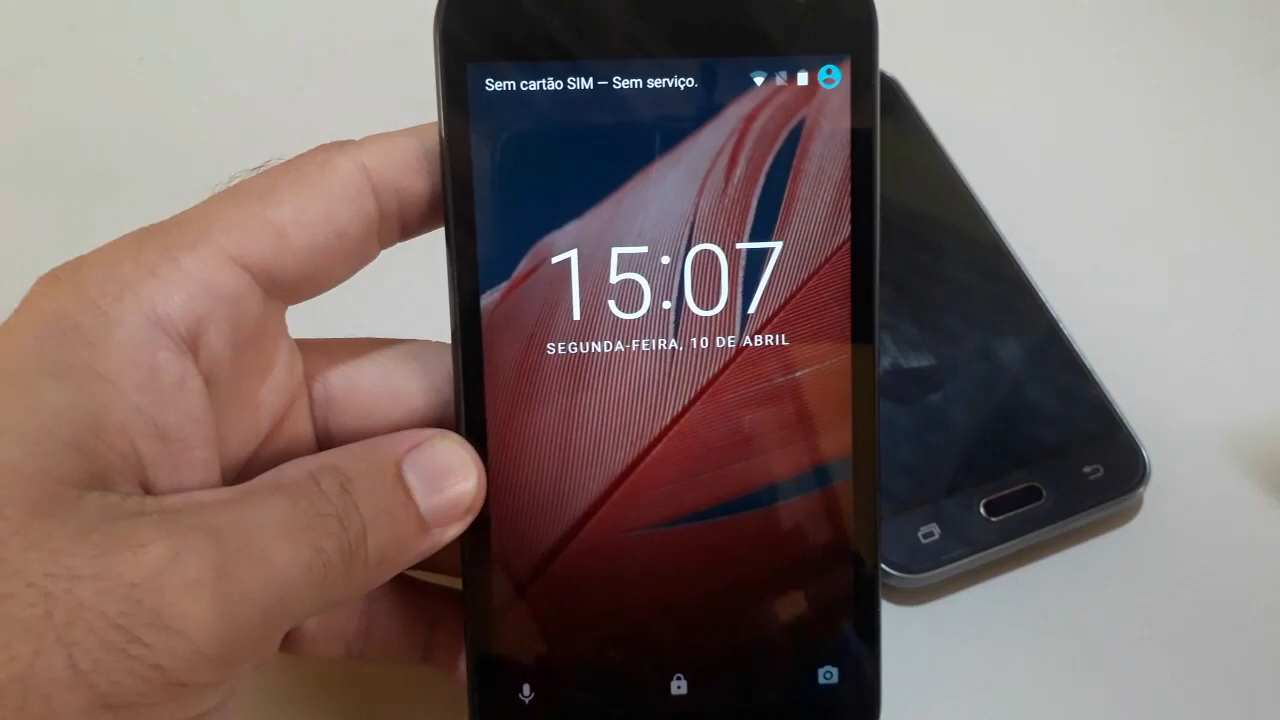 Sem cartão SIM – Sem serviço.
15:07
SEGUNDA-FEIRA, 10 DE ABRIL